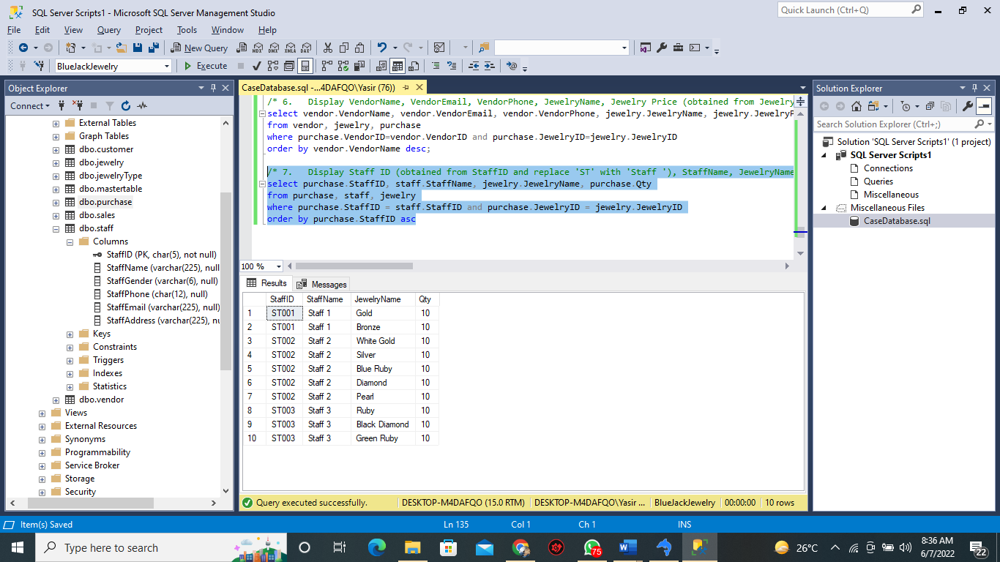 SQL Server Scripts1 - Microsoft SQL Server Management Studio
Quick Launch (Ctrl+Q)
File Edit View Query Project Tools Window Help
New Query
MDX DMX XMLA DAX
BlueJackJewelry
Execute
Object Explorer
Connect
External Tables
Graph Tables
dbo.customer
dbo.jewelry
dbo.jewelryType
dbo.mastertable
dbo.purchase
dbo.sales
dbo.staff
Columns
StaffID (PK, char(5), not null)
StaffName (varchar(225), null
StaffGender (varchar(6), null)
StaffPhone (char(12), null)
StaffEmail (varchar(225), null)
StaffAddress (varchar(225), nu
Keys
Constraints
Triggers
Indexes
Statistics
dbo.vendor
Views
External Resources
Synonyms
Programmability
Service Broker
Storage
Security
CaseDatabase.sql -...4DAFQO\Yasir (76))
/* 6. Display VendorName, VendorEmail, VendorPhone, JewelryName, Jewelry Price (obtained from Jewelry
select vendor.VendorName, vendor.VendorEmail, vendor.VendorPhone, jewelry.JewelryName, jewelry.JewelryP
from vendor, jewelry, purchase
where purchase.VendorID=vendor.VendorID and purchase.JewelryID=jewelry.JewelryID
order by vendor.VendorName desc;
/* 7. Display Staff ID (obtained from StaffID and replace 'ST' with 'Staff '), StaffName, JewelryName
select purchase.StaffID, staff.StaffName, jewelry.JewelryName, purchase.Qty
from purchase, staff, jewelry
where purchase.StaffID = staff.StaffID and purchase.JewelryID = jewelry.JewelryID
order by purchase.StaffID asc
100 %
Results Messages
StaffID StaffName JewelryName Qty
1 ST001 Staff 1 Gold 10
2 ST001 Staff 1 Bronze 10
3 ST002 Staff 2 White Gold 10
4 ST002 Staff 2 Silver 10
5 ST002 Staff 2 Blue Ruby 10
6 ST002 Staff 2 Diamond 10
7 ST002 Staff 2 Pearl 10
8 ST003 Staff 3 Ruby 10
9 ST003 Staff 3 Black Diamond 10
10 ST003 Staff 3 Green Ruby 10
Query executed successfully. DESKTOP-M4DAFQO (15.0 RTM) DESKTOP-M4DAFQO\Yasir ... BlueJackJewelry 00:00:00 10 rows
Solution Explorer
Search Solution Explorer (Ctrl+;)
Solution 'SQL Server Scripts1' (1 project)
SQL Server Scripts1
Connections
Queries
Miscellaneous
Miscellaneous Files
CaseDatabase.sql
Item(s) Saved Ln 135 Col 1 Ch 1 INS
Type here to search
75
26°C
8:36 AM
6/7/2022
22